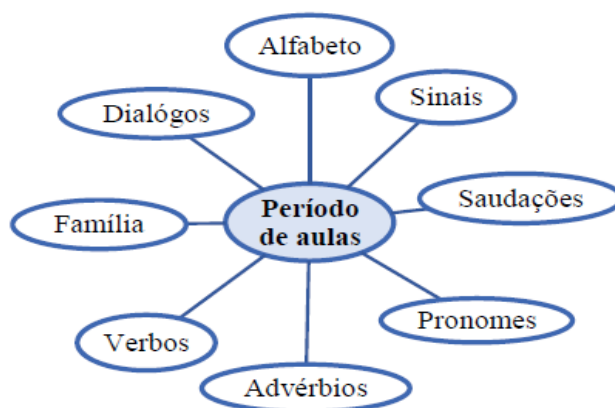 Alfabeto
Sinais
Dialógos
Saudações
Família
Período
de aulas
Pronomes
Verbos
Advérbios